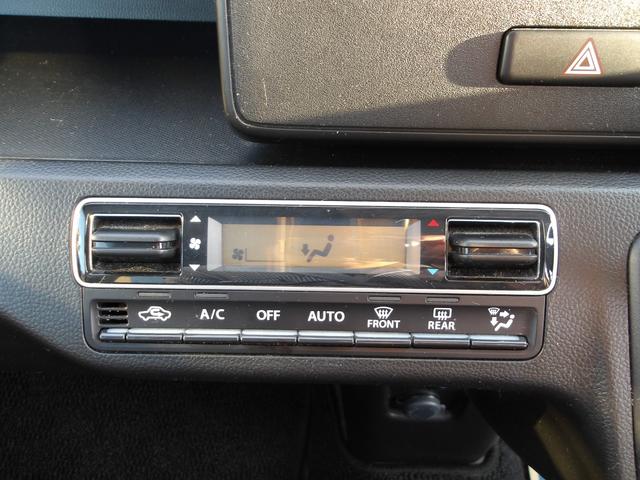 A/C OFF AUTO FRONT REAR